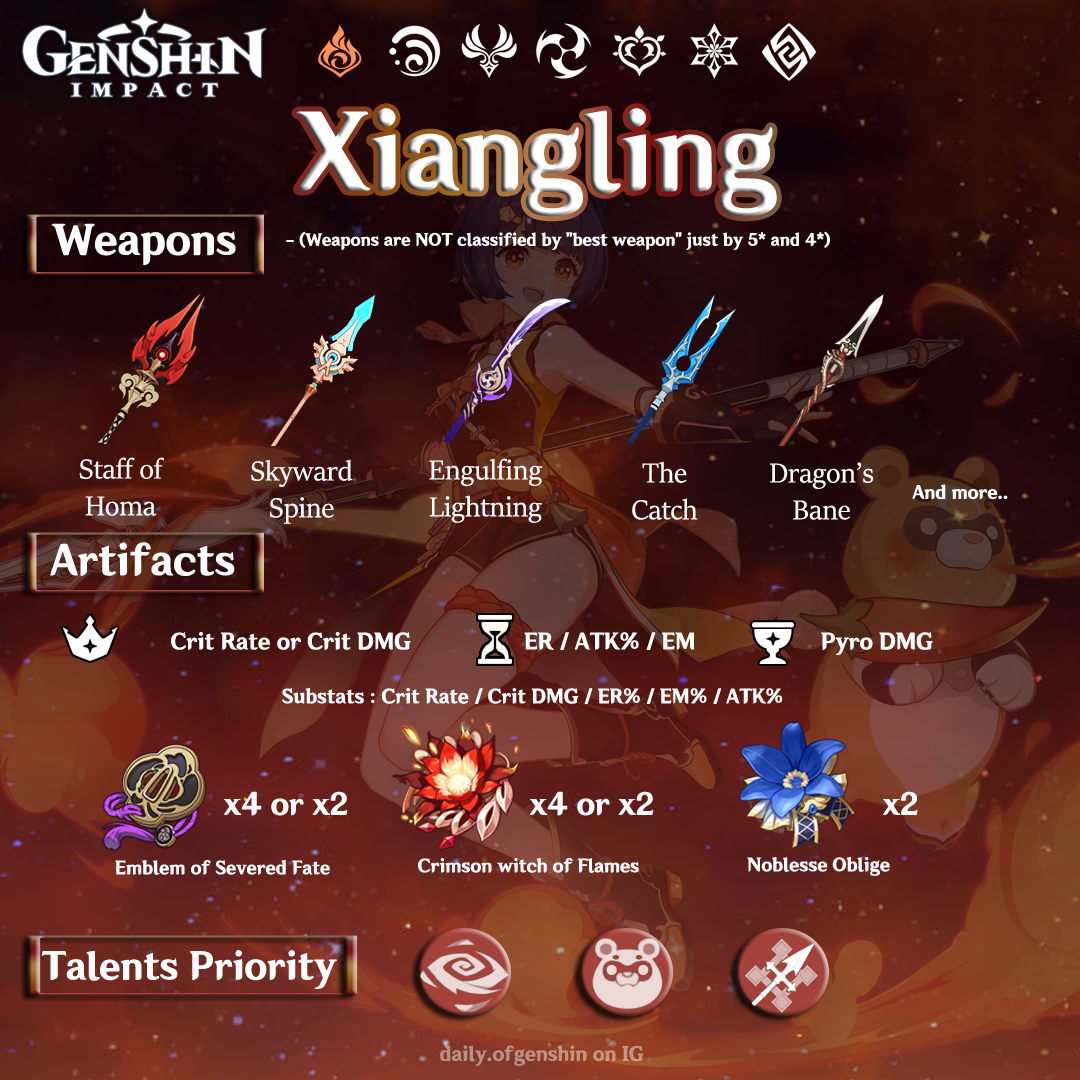 GENSHIN
IMPACT
Xiangling
Weapons
- (Weapons are NOT classified by "best weapon" just by 5* and 4*)
Staff of
Homa
Skyward
Spine
Engulfing
Lightning
The
Catch
Dragon's
Bane
And more..
Artifacts
Crit Rate or Crit DMG
ER / ATK% / EM
Pyro DMG
Substats : Crit Rate / Crit DMG / ER% / EM% / ATK%
x4 or x2
x4 or x2
x2
Emblem of Severed Fate
Crimson witch of Flames
Noblesse Oblige
Talents Priority
daily.ofgenshin on IG